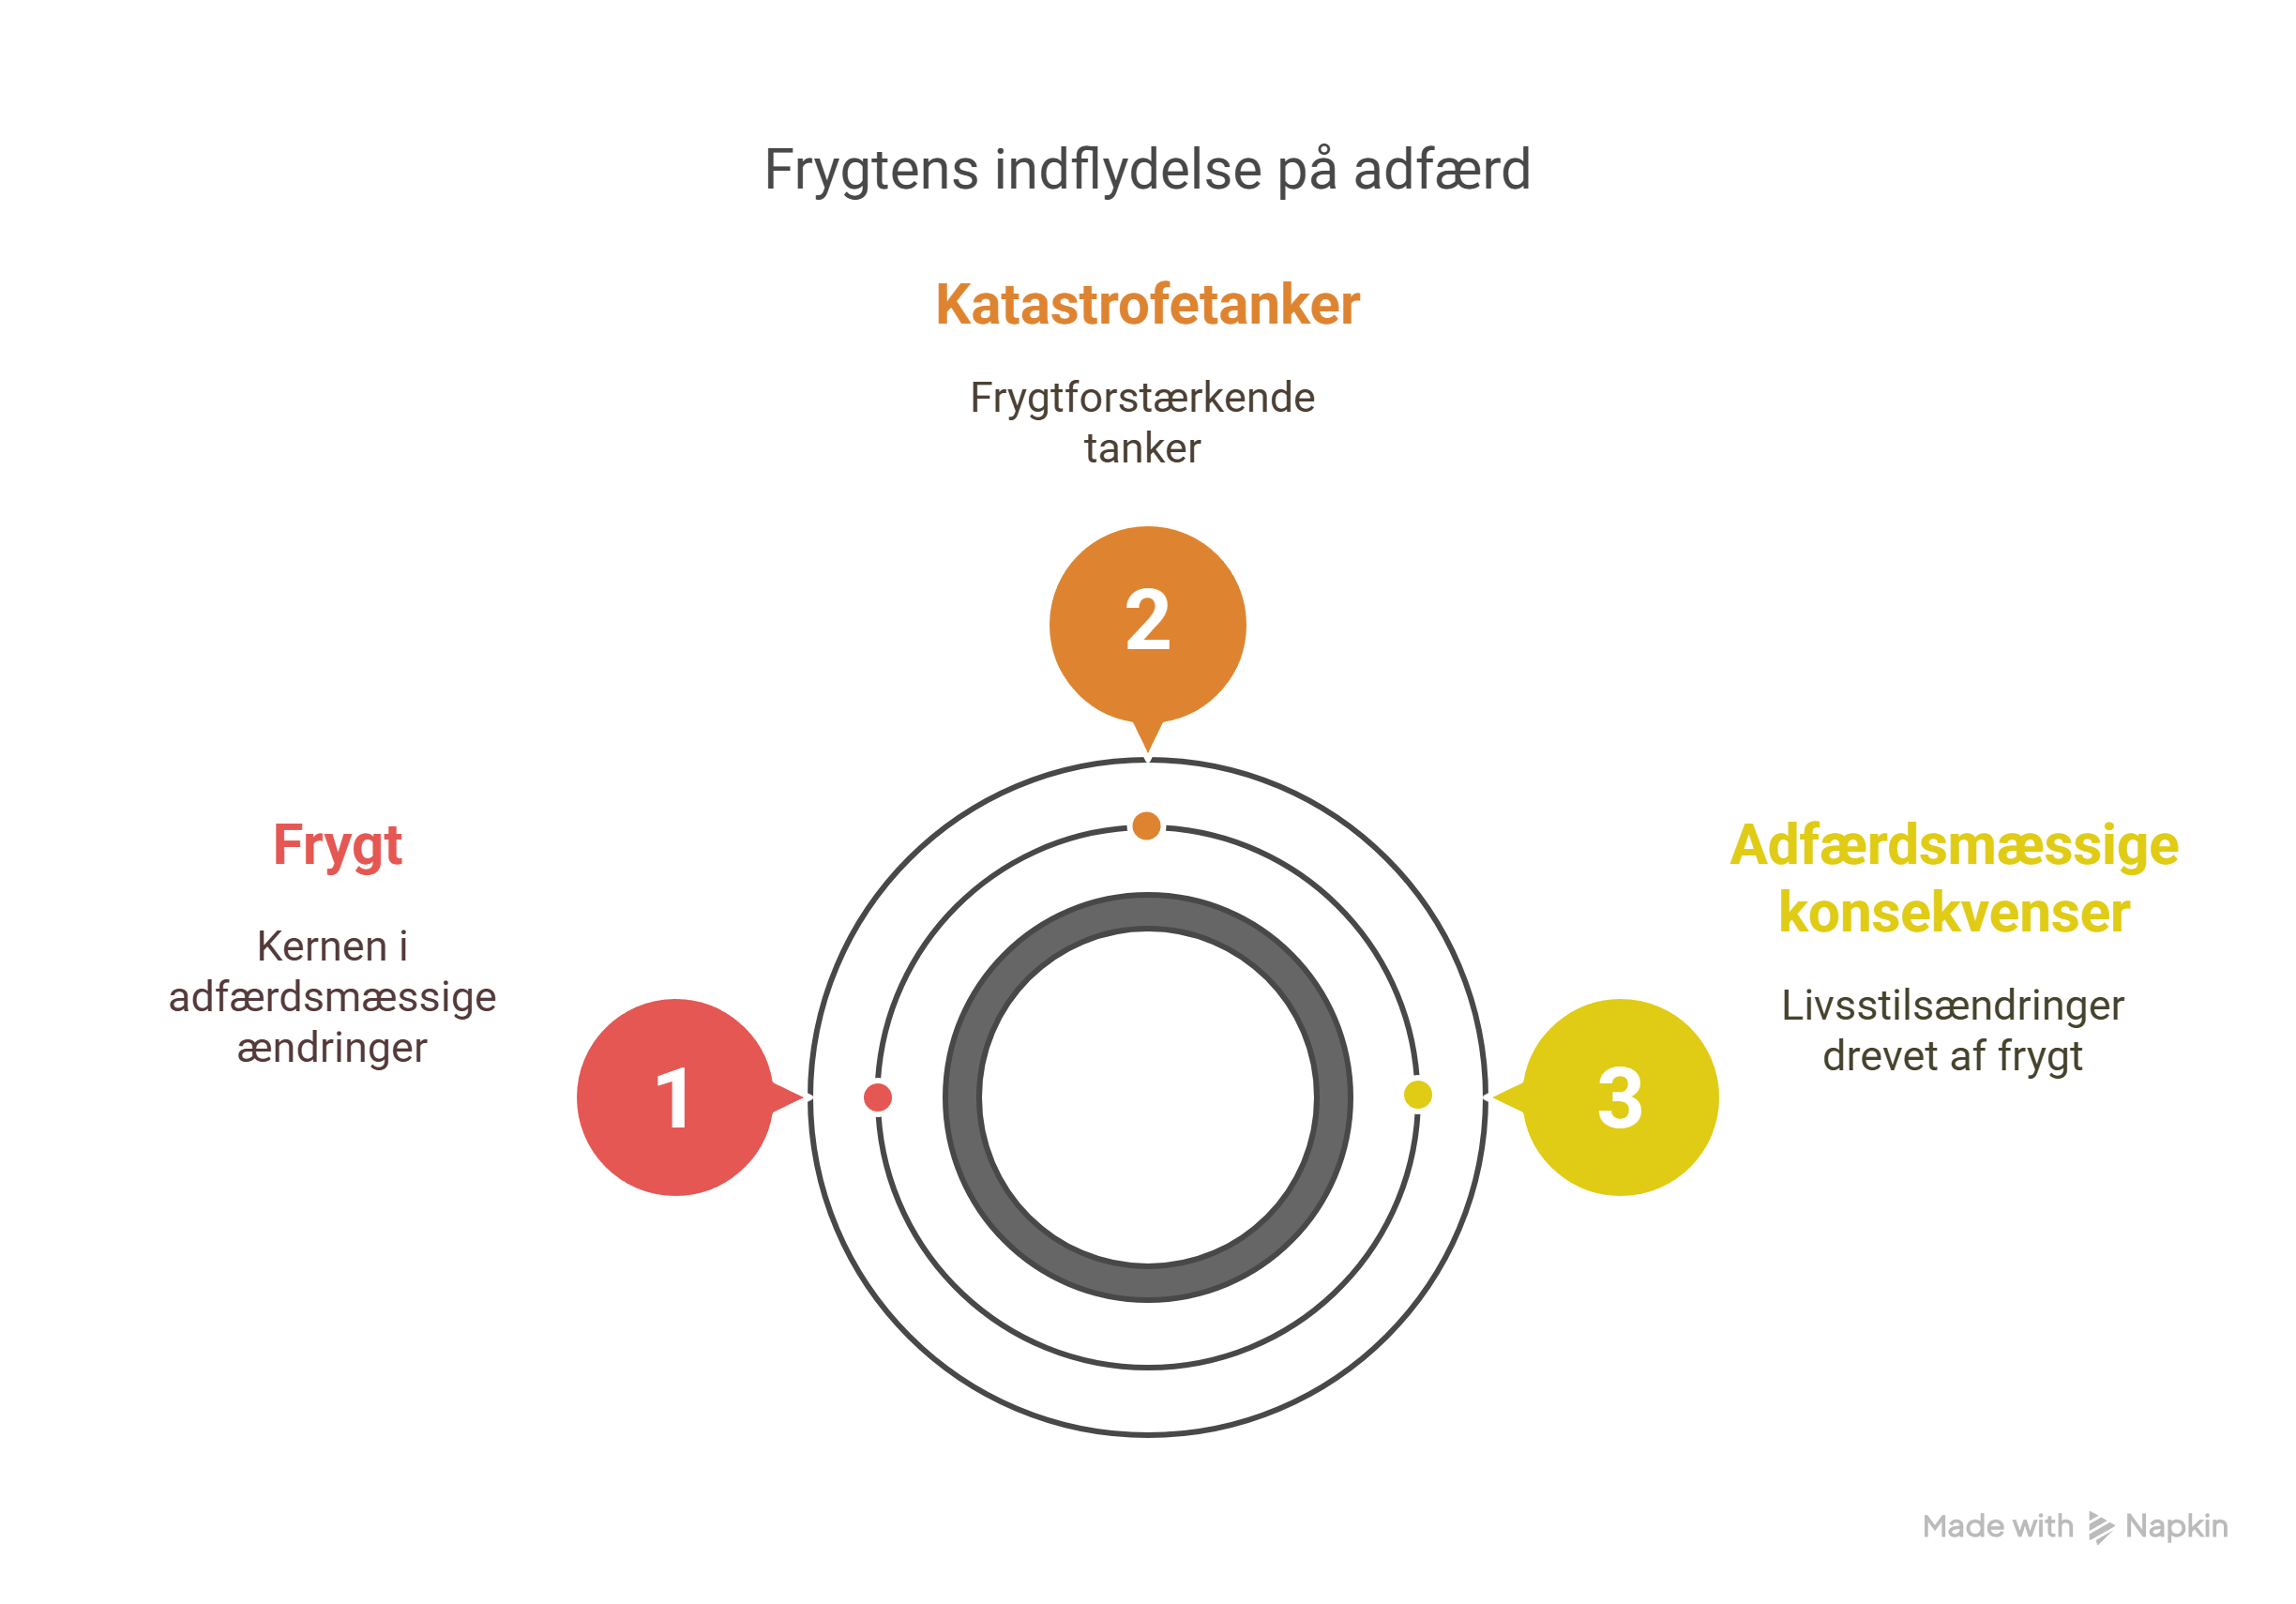 Frygtens indflydelse på adfærd
Katastrofetanker
Frygtforstærkende
tanker
2
Frygt
Kernen i
adfærdsmæssige
ændringer
1
Adfærdsmæssige
konsekvenser
Livsstilsændringer
drevet af frygt
3
Made with Napkin